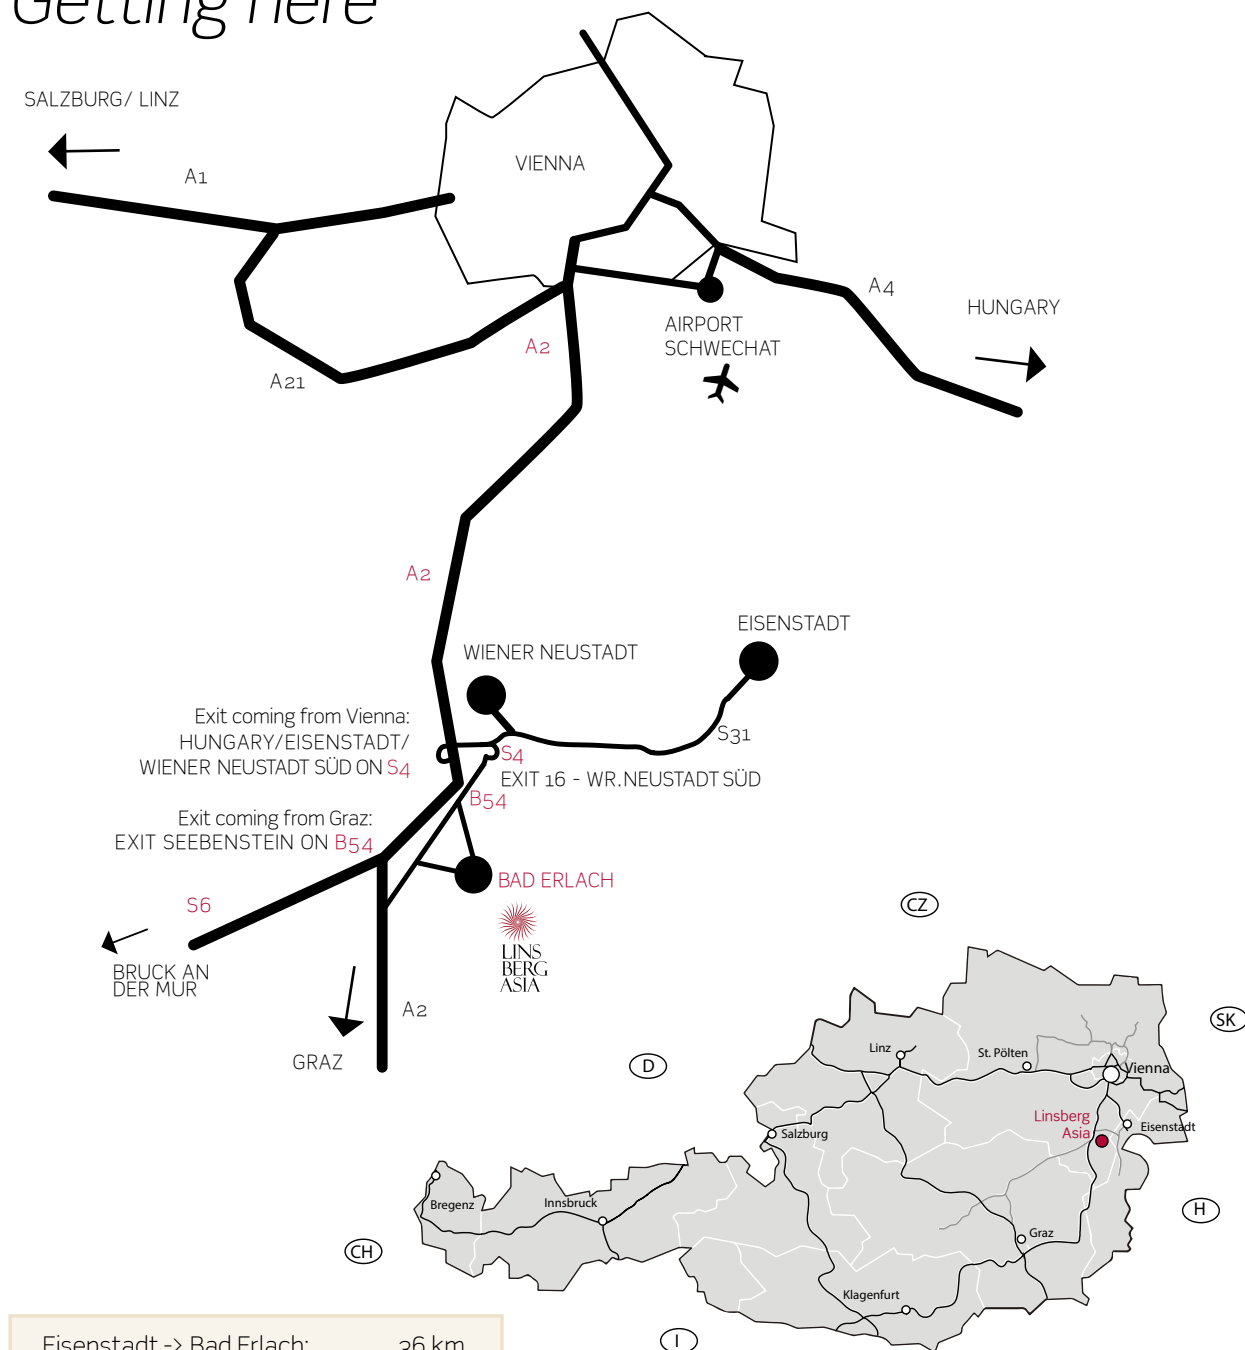 Getting here
SALZBURG/ LINZ
A1
VIENNA
A4
HUNGARY
AIRPORT
SCHWECHAT
A2
A21
A2
EISENSTADT
WIENER NEUSTADT
Exit coming from Vienna:
HUNGARY/EISENSTADT/
WIENER NEUSTADT SÜD ON S4
S31
S4
EXIT 16 - WR.NEUSTADT SÜD
B54
Exit coming from Graz:
EXIT SEEBENSTEIN ON B54
BAD ERLACH
S6
LINS
BERG
ASIA
BRUCK AN
DER MUR
A2
GRAZ
CZ
SK
D
Linz
St. Pölten
Vienna
Linsberg
Asia
Eisenstadt
Salzburg
Bregenz
Innsbruck
H
Graz
CH
Klagenfurt
I
Eisenstadt -> Bad Erlach: 36 km